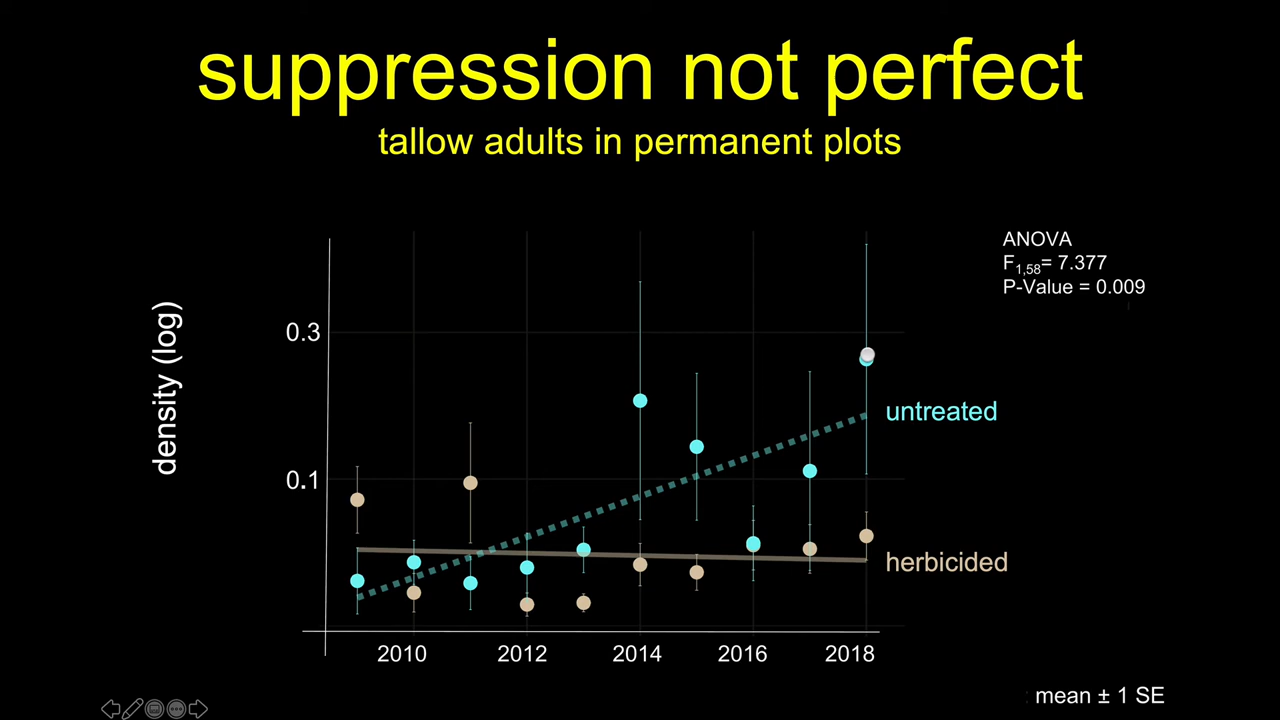 suppression not perfect
tallow adults in permanent plots
ANOVA
F1,58= 7.377
P-Value = 0.009
density (log)
0.3
0.1
untreated
herbicided
2010 2012 2014 2016 2018
mean ± 1 SE